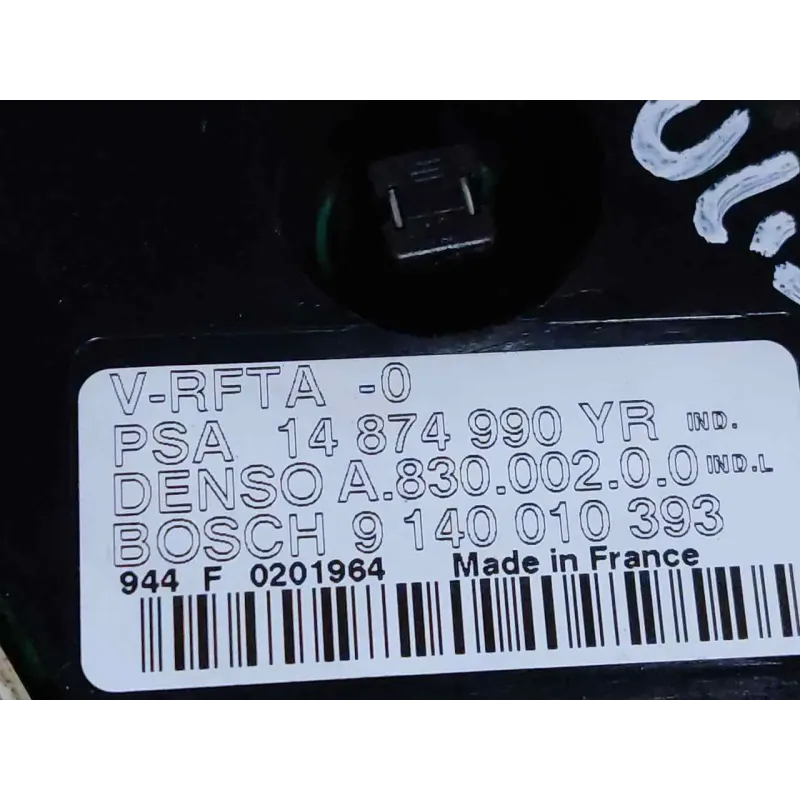 V-RFTA -0
PSA 14 874 990 YR IND.
DENSO A.830.002.0.0 IND.L
BOSCH 9 140 010 393
944 F 0201964 Made in France